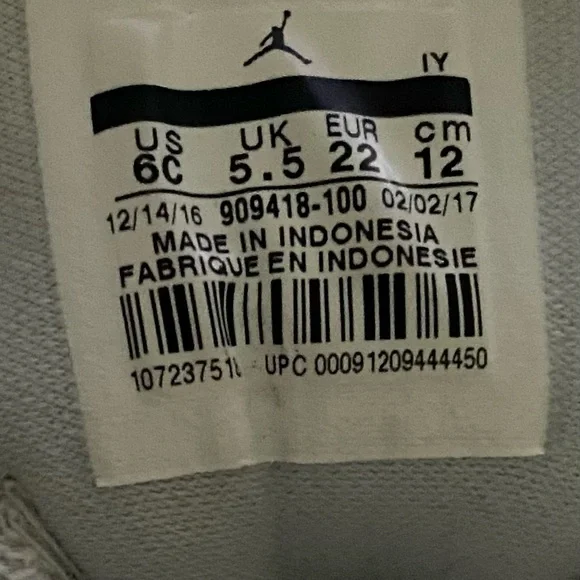 IY
US UK EUR cm
6C 5.5 22 12
12/14/16 909418-100 02/02/17
MADE IN INDONESIA
FABRIQUE EN INDONESIE
UPC 00091209444450